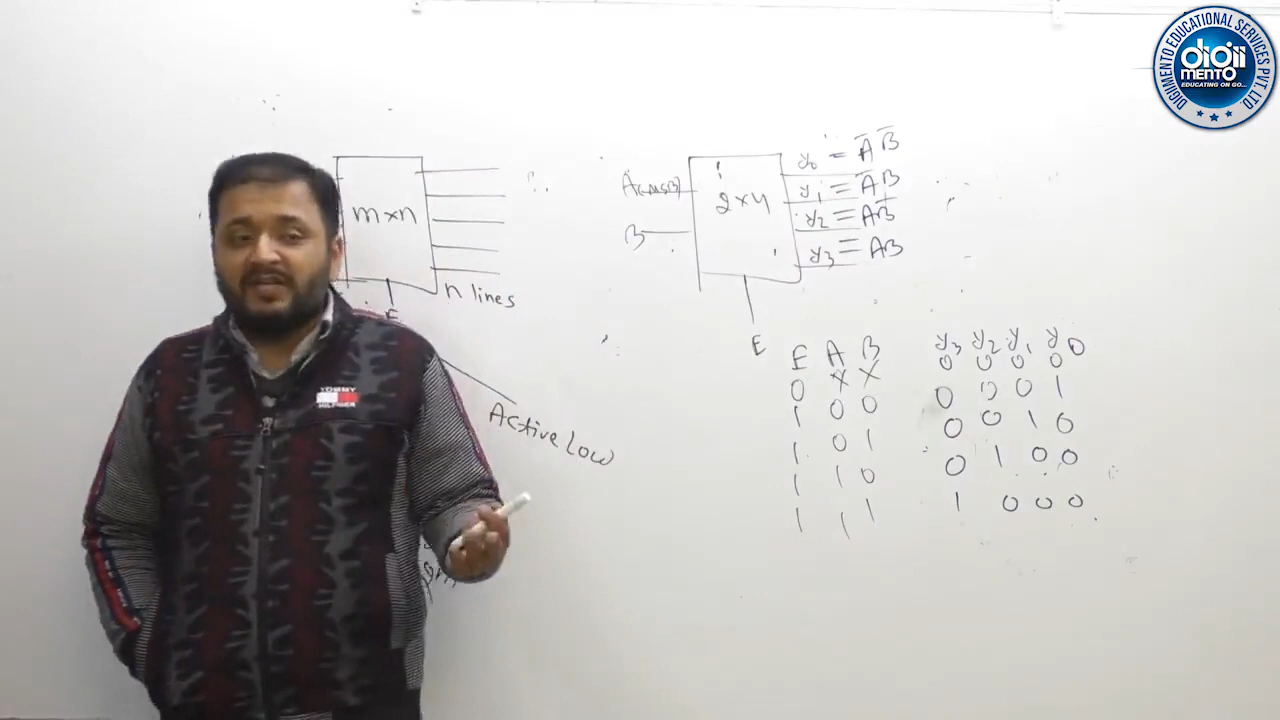 DIGIMENTO EDUCATIONAL SERVICES PVT. LTD
DIGII
MENTO
EDUCATING ON GO...
m×n
n lines
E
Active Low
TOMMY
HILFIGER
A(MSB)
B
2×4
E
y0 = A̅ B̅
y1 = A̅ B
y2 = A B̅
y3 = AB
E A B y3 y2 y1 y0
0 X X 0 0 0 0
1 0 0 0 0 0 1
1 0 1 0 0 1 0
1 1 0 0 1 0 0
1 1 1 1 0 0 0